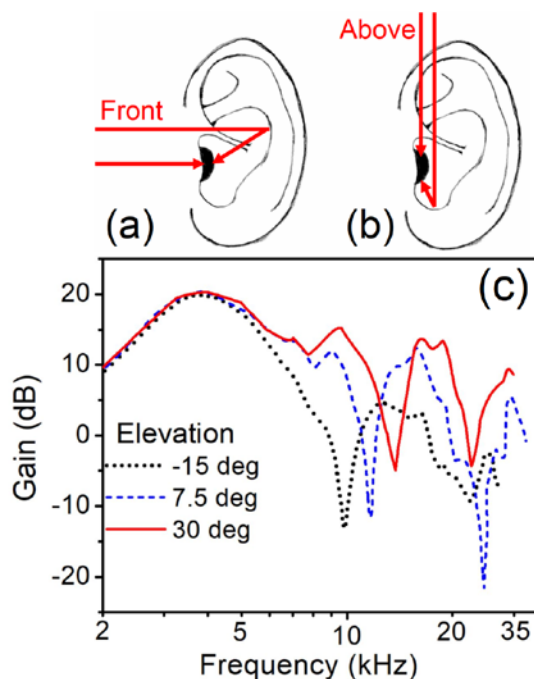 Front
(a)
Above
(b)
(c)
20
10
0
-10
-20
Gain (dB)
Elevation
-15 deg
7.5 deg
30 deg
2 5 10 20 35
Frequency (kHz)